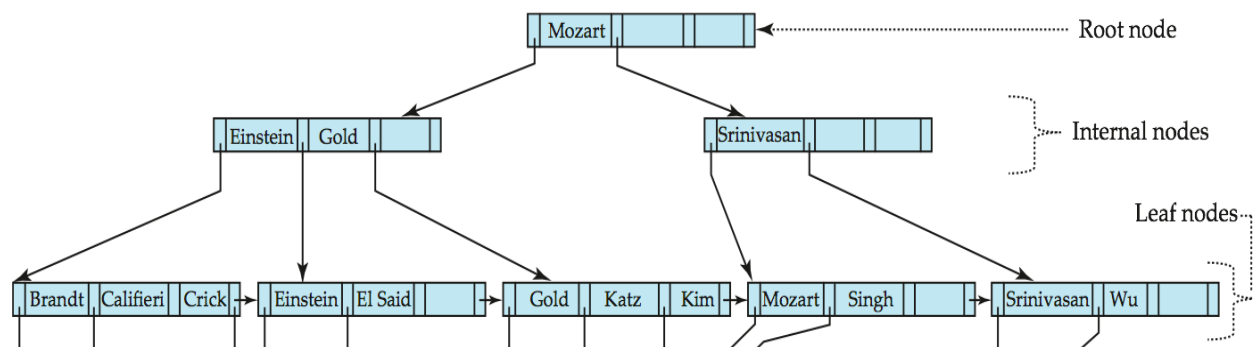 Mozart
Root node
Einstein Gold
Srinivasan
Internal nodes
Leaf nodes
Brandt Califieri Crick Einstein El Said Gold Katz Kim Mozart Singh Srinivasan Wu